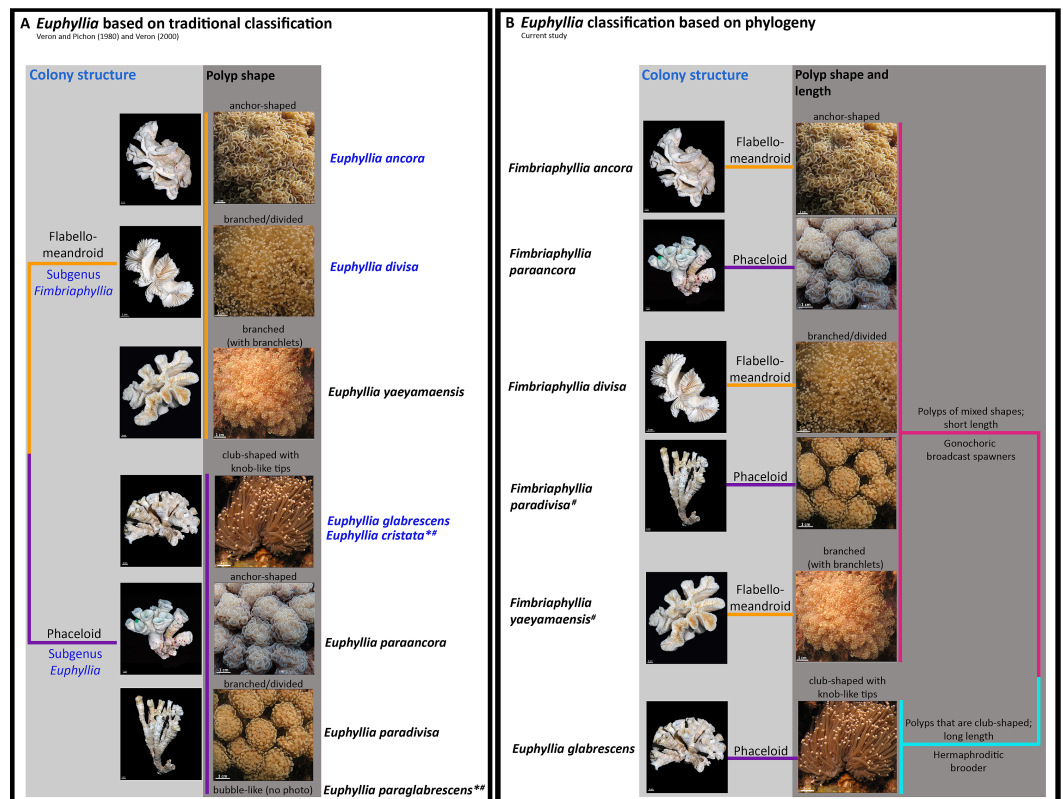 A Euphyllia based on traditional classification
Veron and Pichon (1980) and Veron (2000)
Colony structure
Polyp shape
anchor-shaped
Euphyllia ancora
branched/divided
Flabello-
meandroid
Subgenus
Fimbriaphyllia
Euphyllia divisa
branched
(with branchlets)
Euphyllia yaeyamaensis
club-shaped with
knob-like tips
Euphyllia glabrescens
Euphyllia cristata*#
anchor-shaped
Phaceloid
Subgenus
Euphyllia
Euphyllia paraancora
branched/divided
Euphyllia paradivisa
bubble-like (no photo)
Euphyllia paraglabrescens*#
B Euphyllia classification based on phylogeny
Current study
Colony structure
Polyp shape and
length
anchor-shaped
Fimbriaphyllia ancora
Flabello-
meandroid
Fimbriaphyllia
paraancora
Phaceloid
1 cm
branched/divided
Fimbriaphyllia divisa
Flabello-
meandroid
Polyps of mixed shapes;
short length
Gonochoric
broadcast spawners
Fimbriaphyllia
paradivisa#
Phaceloid
1 cm
branched
(with branchlets)
Fimbriaphyllia
yaeyamaensis#
Flabello-
meandroid
club-shaped with
knob-like tips
Euphyllia glabrescens
Phaceloid
Polyps that are club-shaped;
long length
Hermaphroditic
brooder